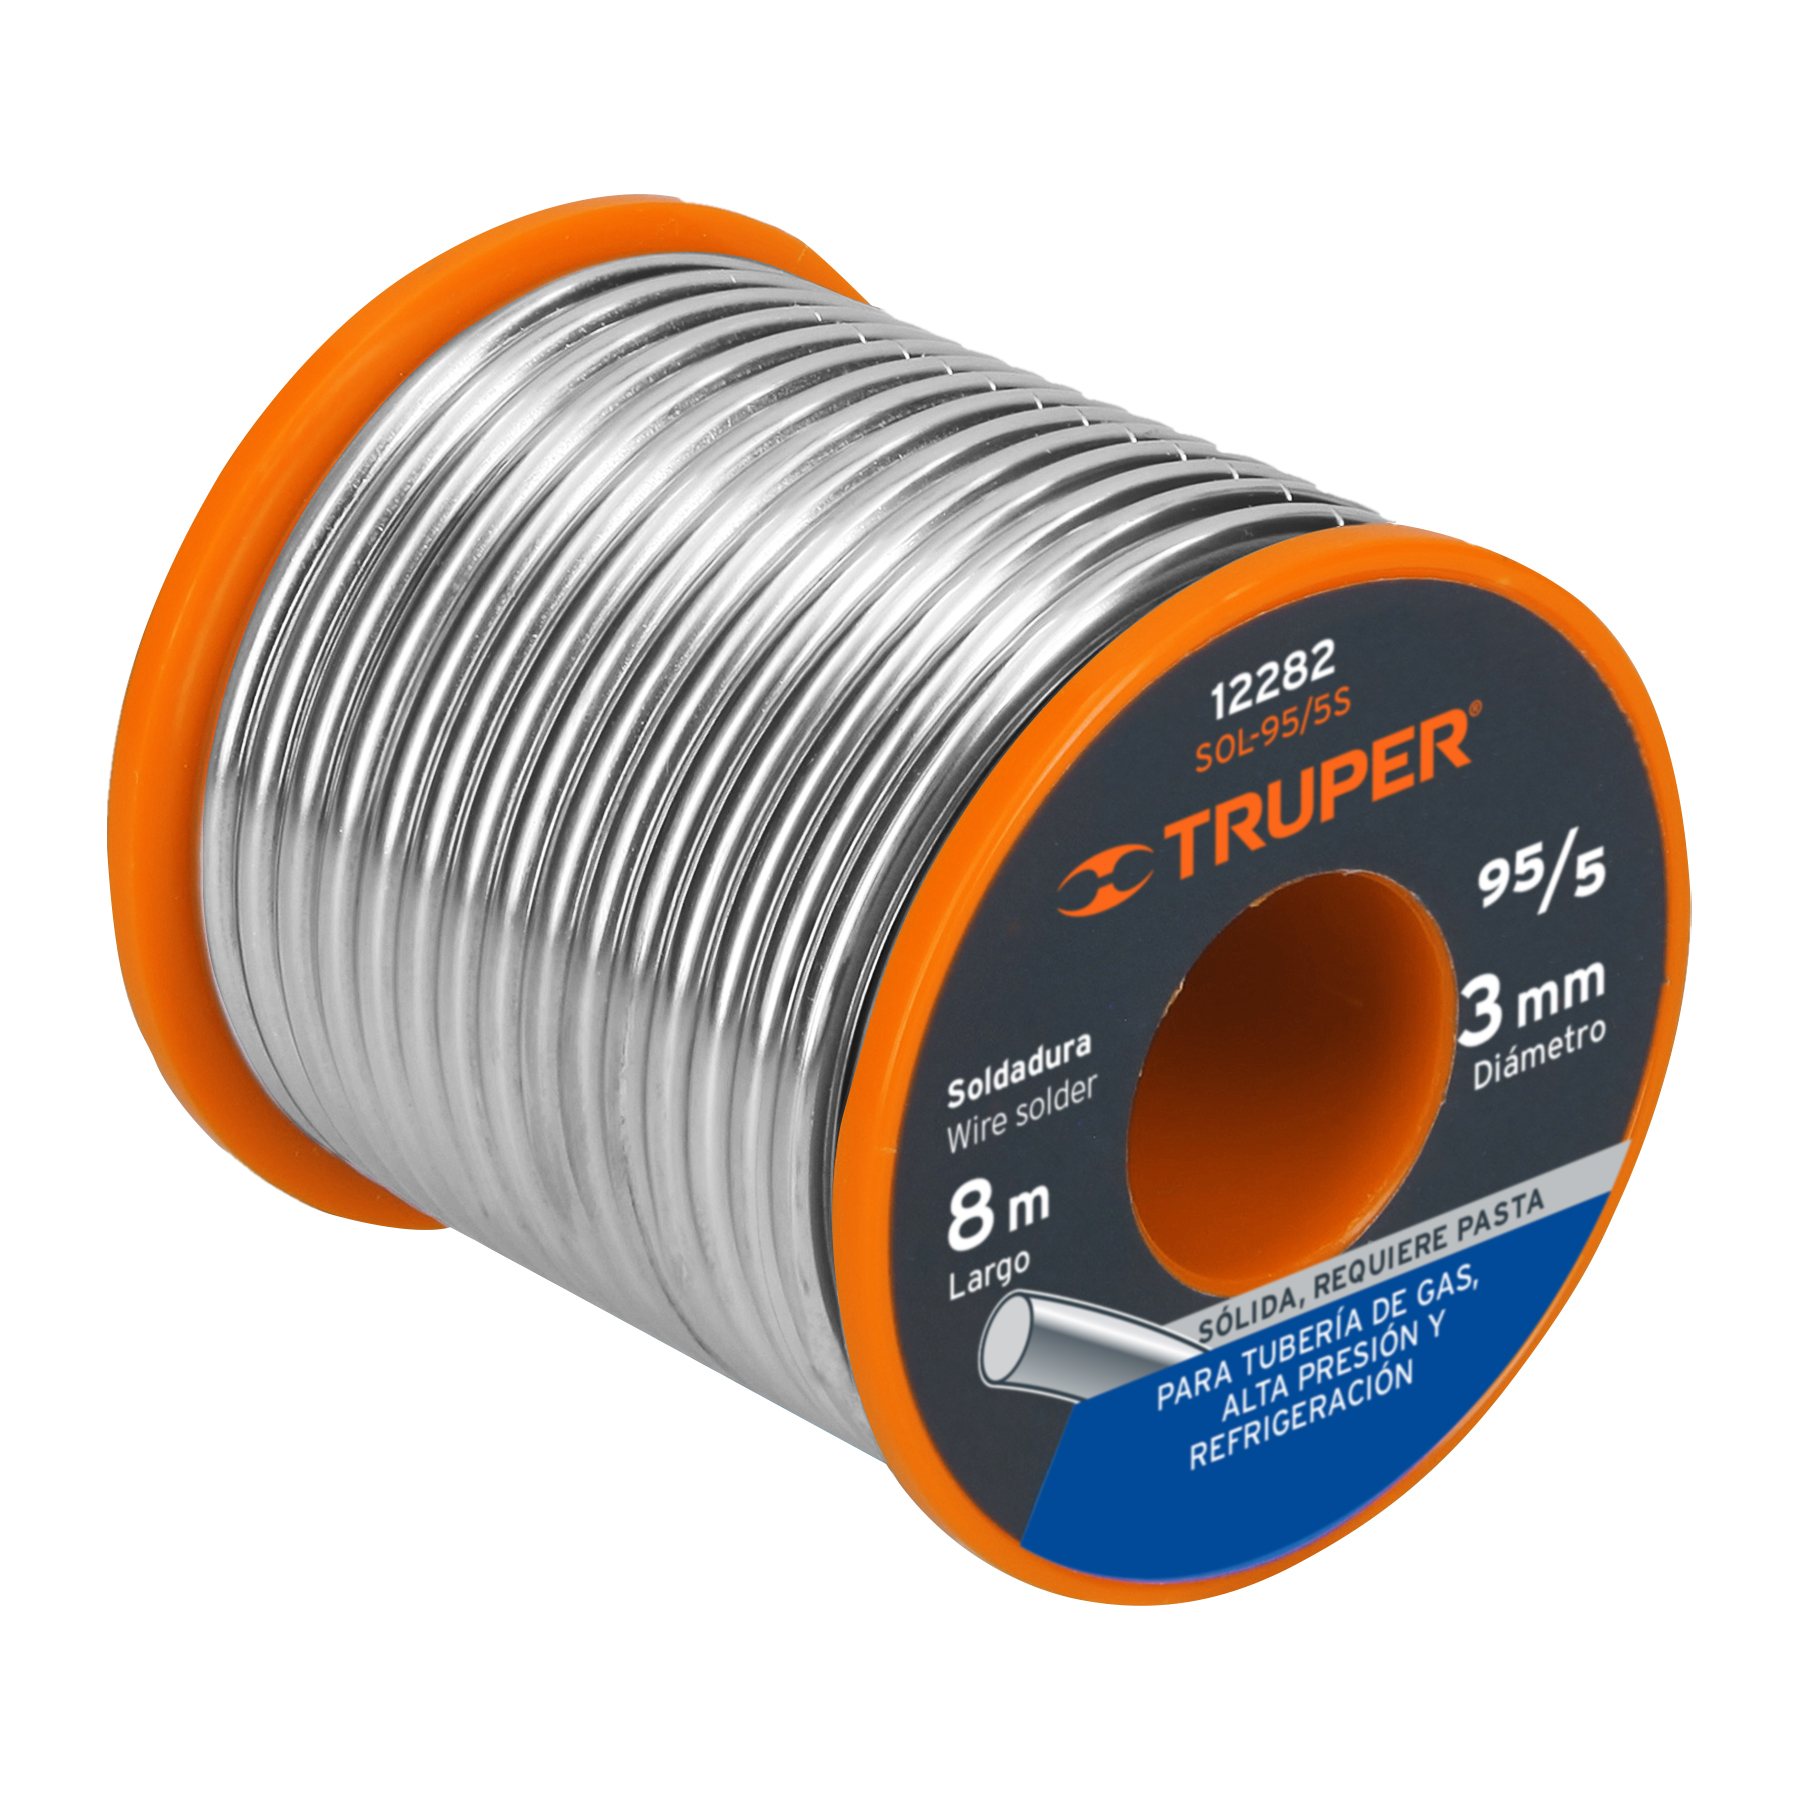 12282
SOL-95/5S
TRUPER®
95/5
3 mm
Diámetro
Soldadura
Wire solder
8 m
Largo
SÓLIDA, REQUIERE PASTA
PARA TUBERÍA DE GAS,
ALTA PRESIÓN Y
REFRIGERACIÓN